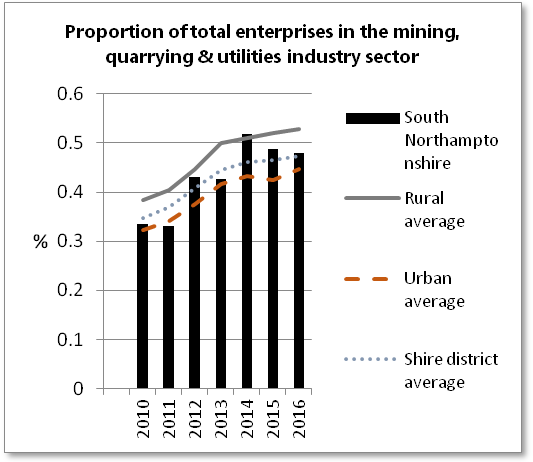 Proportion of total enterprises in the mining,
quarrying & utilities industry sector
0.6
0.5
0.4
0.3
0.2
0.1
0
%
2010
2011
2012
2013
2014
2015
2016
South
Northampto
nshire
Rural
average
Urban
average
Shire district
average